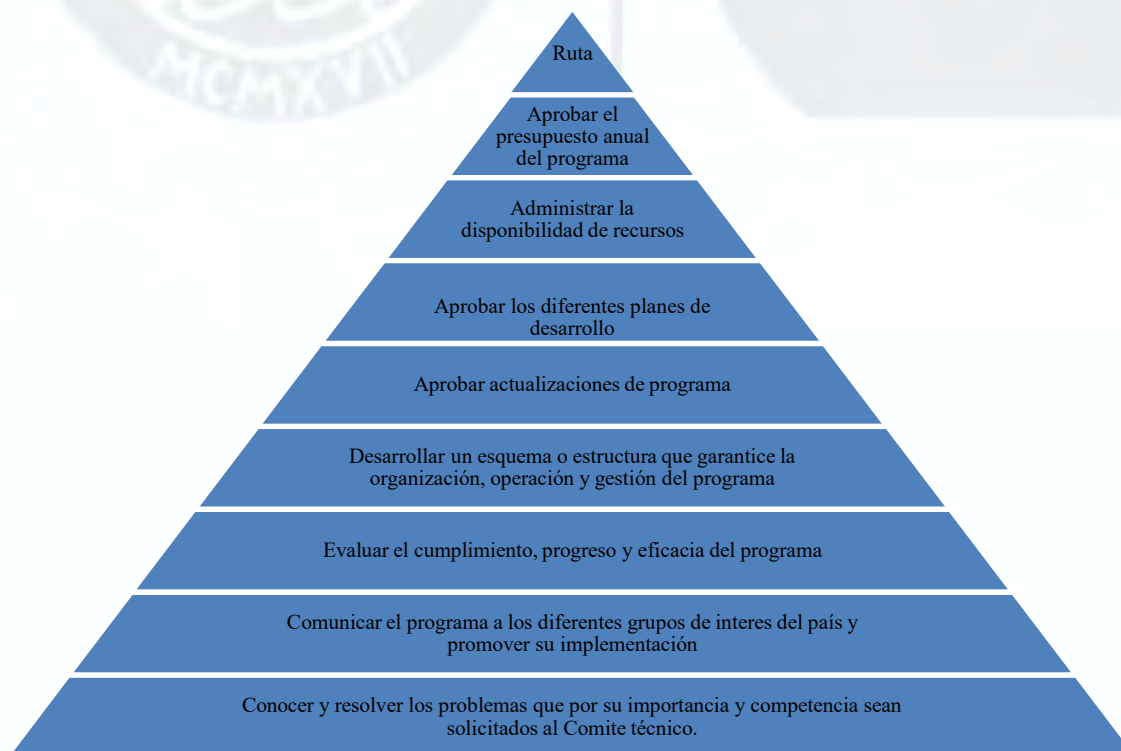 MCMXVII
Ruta
Aprobar el
presupuesto anual
del programa
Administrar la
disponibilidad de recursos
Aprobar los diferentes planes de
desarrollo
Aprobar actualizaciones de programa
Desarrollar un esquema o estructura que garantice la
organización, operación y gestión del programa
Evaluar el cumplimiento, progreso y eficacia del programa
Comunicar el programa a los diferentes grupos de interes del país y
promover su implementación
Conocer y resolver los problemas que por su importancia y competencia sean
solicitados al Comite técnico.